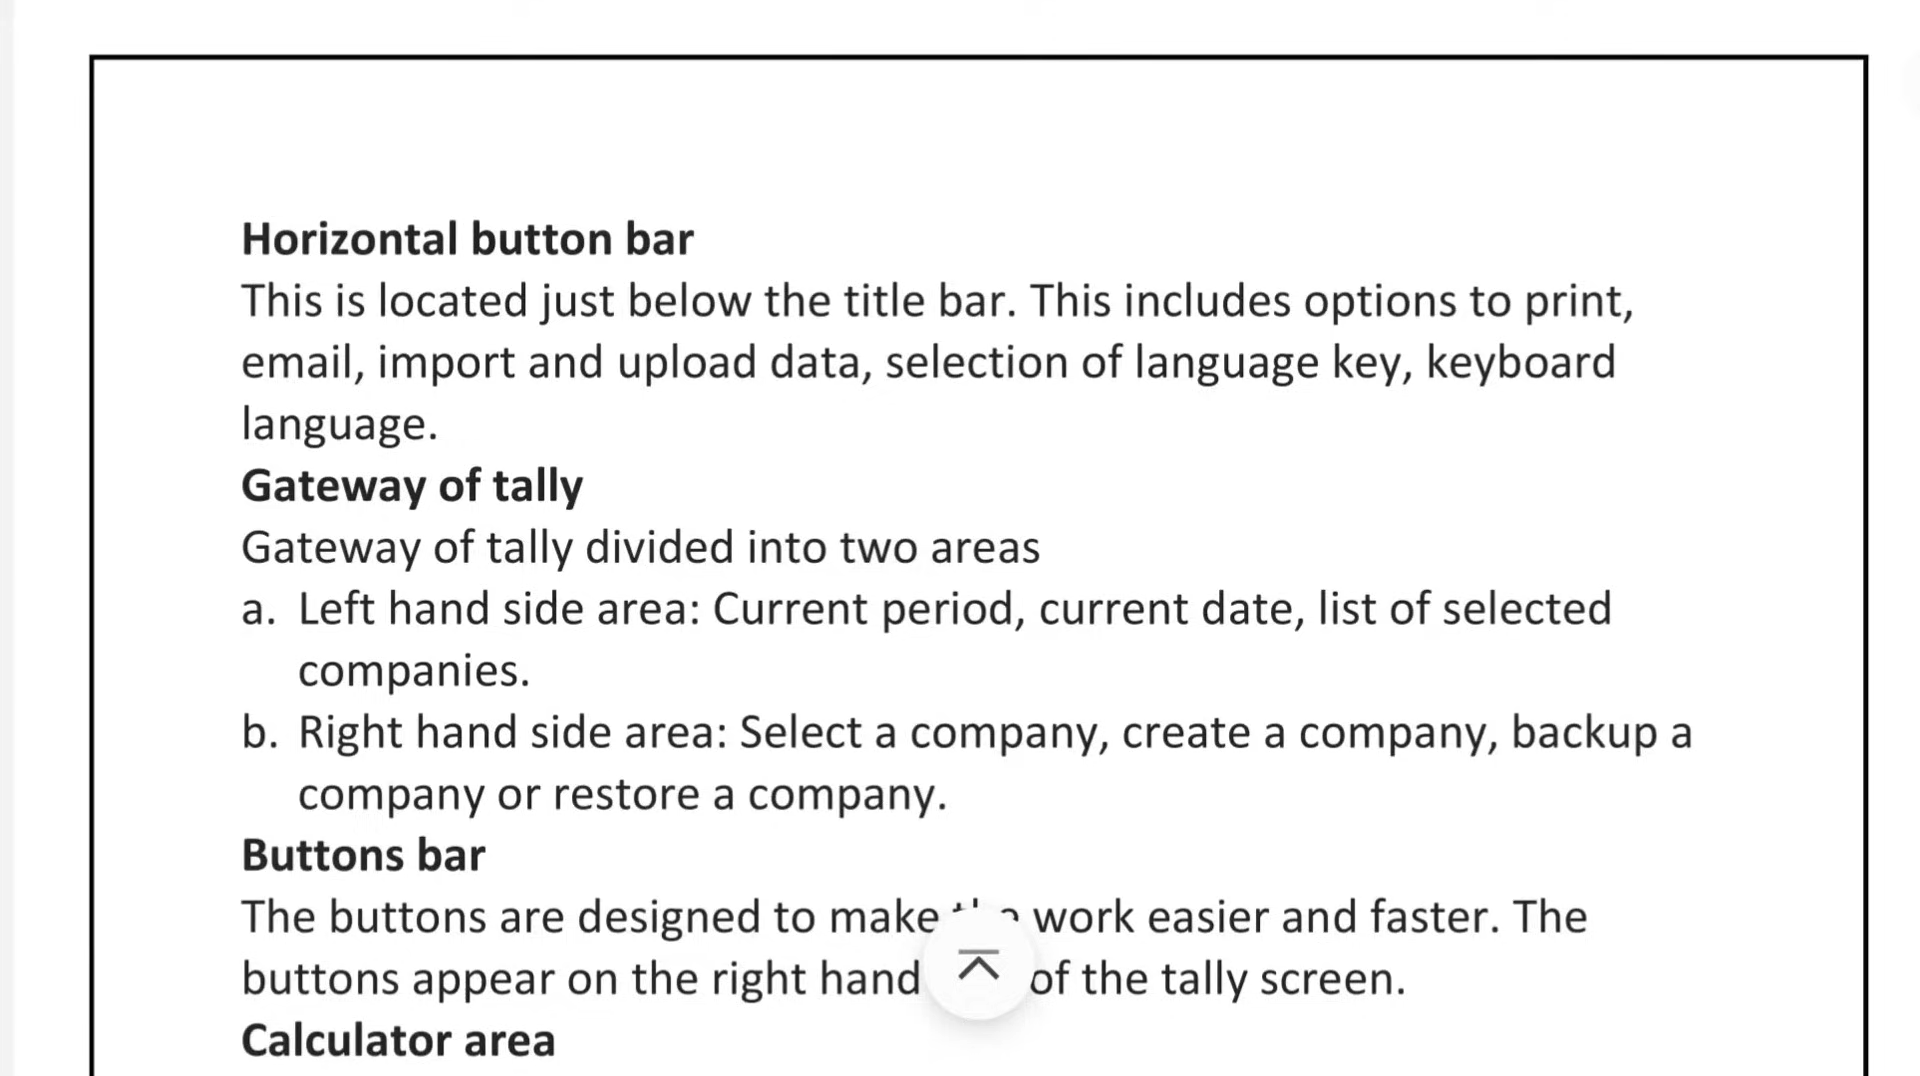 Horizontal button bar
This is located just below the title bar. This includes options to print,
email, import and upload data, selection of language key, keyboard
language.
Gateway of tally
Gateway of tally divided into two areas
a. Left hand side area: Current period, current date, list of selected
companies.
b. Right hand side area: Select a company, create a company, backup a
company or restore a company.
Buttons bar
The buttons are designed to make work easier and faster. The
buttons appear on the right hand of the tally screen.
Calculator area